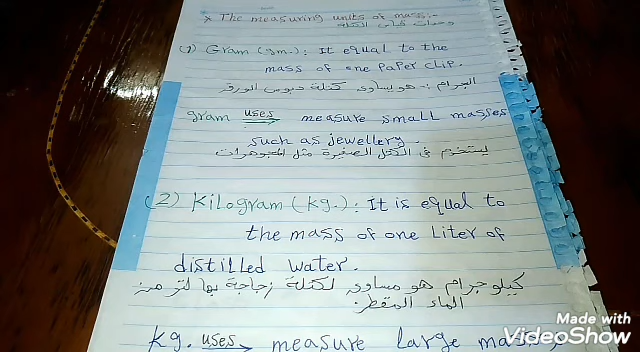 * The measuring units of mass:-
وحدات قياس الكتلة
(1) Gram (gm.): It equal to the
mass of one Paper clip.
الجرام :- هو يساوى كتلة دبوس الورق
gram uses measure small masses
such as jewellery.
يستخدم فى الكتل الصغيرة مثل المجوهرات
(2) Kilogram (kg.): It is equal to
the mass of one Liter of
distilled water.
كيلو جرام هو مساوى لكتلة زجاجة بها لتر من
الماء المقطر.
kg. uses measure large
Made with
VideoShow